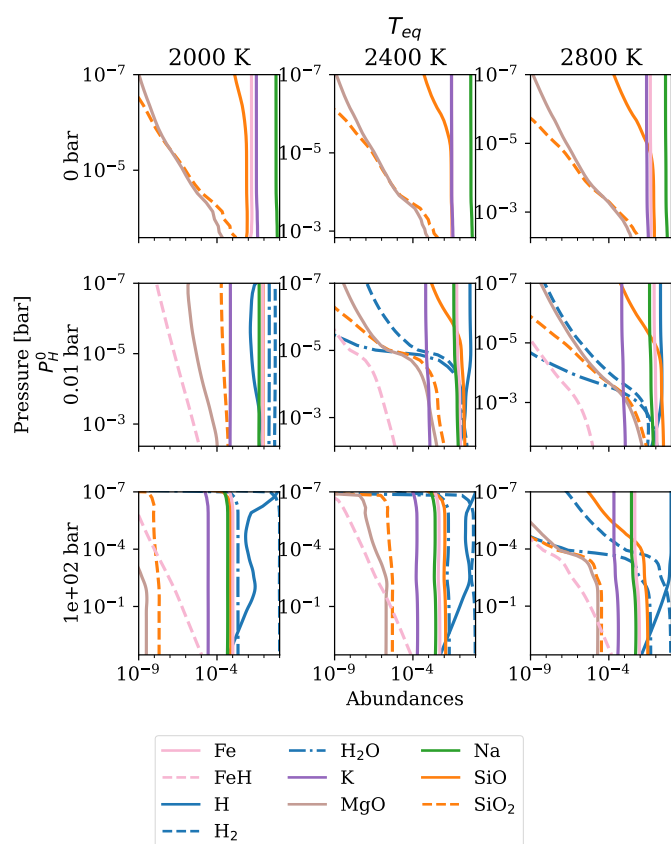 T_eq
2000 K 2400 K 2800 K
10⁻⁷ 10⁻⁷ 10⁻⁷
0 bar
10⁻⁵ 10⁻⁵ 10⁻⁵
10⁻³ 10⁻³
Pressure [bar]
P_H^0
0.01 bar
10⁻⁷ 10⁻⁷ 10⁻⁷
10⁻⁵ 10⁻⁵ 10⁻⁵
10⁻³ 10⁻³ 10⁻³
1e+02 bar
10⁻⁷ 10⁻⁷ 10⁻⁷
10⁻⁴ 10⁻⁴ 10⁻⁴
10⁻¹ 10⁻¹ 10⁻¹
10⁻⁹ 10⁻⁴ 10⁻⁹ 10⁻⁴ 10⁻⁹ 10⁻⁴
Abundances
Fe H₂O Na
FeH K SiO
H MgO SiO₂
H₂